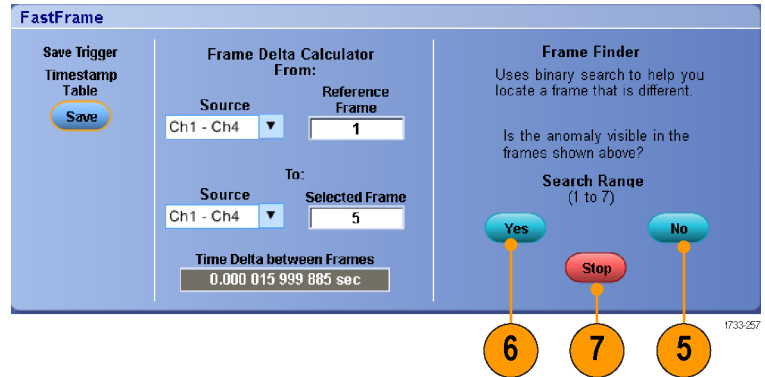 FastFrame
Save Trigger
Timestamp
Table
Save
Frame Delta Calculator
From:
Source
Reference
Frame
Ch1 - Ch4
1
To:
Source
Selected Frame
Ch1 - Ch4
5
Time Delta between Frames
0.000 015 999 885 sec
Frame Finder
Uses binary search to help you
locate a frame that is different.
Is the anomaly visible in the
frames shown above?
Search Range
(1 to 7)
Yes
No
Stop
1733-257
6
7
5